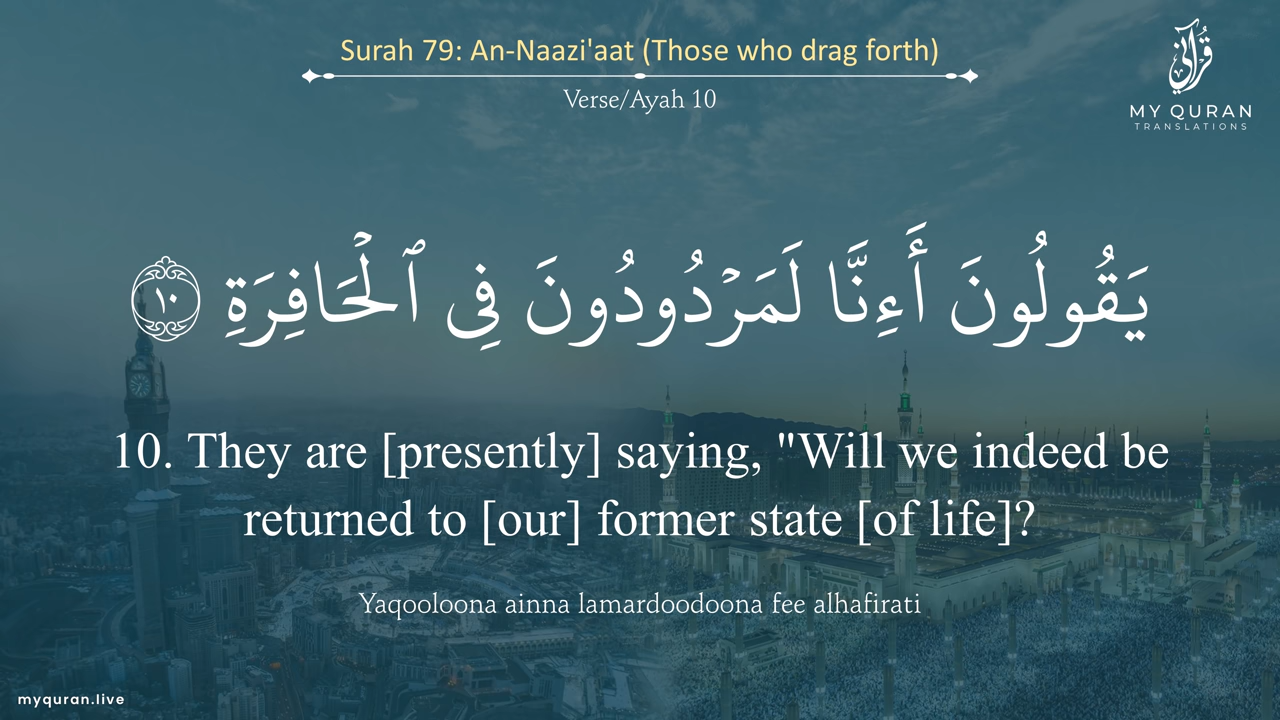 Surah 79: An-Naazi'aat (Those who drag forth)
Verse/Ayah 10
قرآني
MY QURAN
TRANSLATIONS
يَقُولُونَ أَءِنَّا لَمَرْدُودُونَ فِى ٱلْحَافِرَةِ ١٠
10. They are [presently] saying, "Will we indeed be
returned to [our] former state [of life]?
Yaqooloona ainna lamardoodoona fee alhafirati
myquran.live